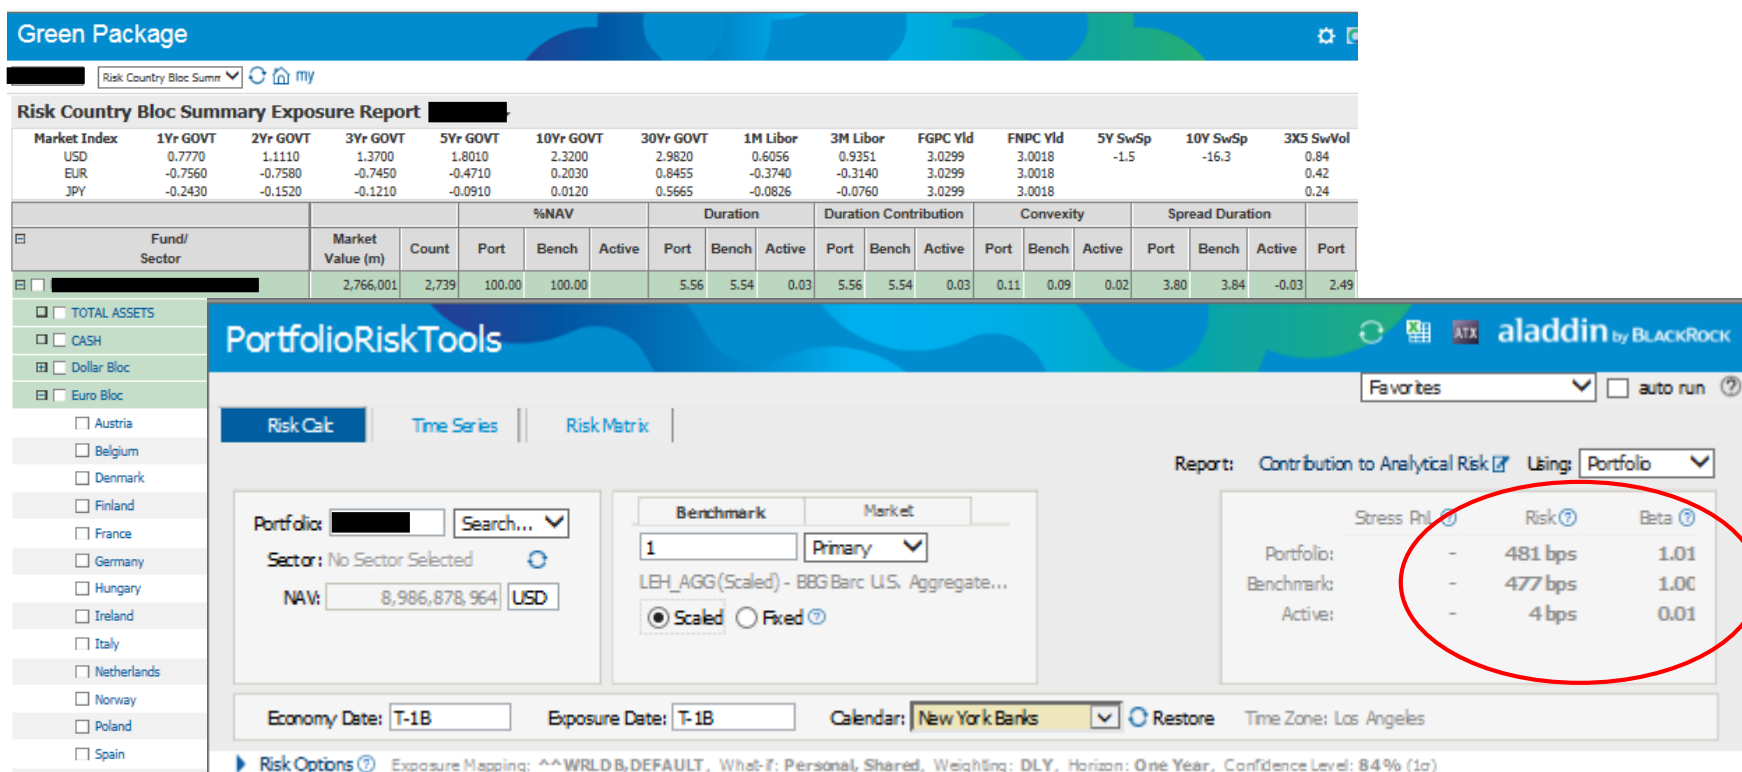 Green Package
Risk Country Bloc Summ my
Risk Country Bloc Summary Exposure Report
Market Index 1Yr GOVT 2Yr GOVT 3Yr GOVT 5Yr GOVT 10Yr GOVT 30Yr GOVT 1M Libor 3M Libor FGPC Yld FNPC Yld 5Y SwSp 10Y SwSp 3X5 SwVol
USD 0.7770 1.1110 1.3700 1.8010 2.3200 2.9820 0.6056 0.9351 3.0299 3.0018 -1.5 -16.3 0.84
EUR -0.7560 -0.7580 -0.7450 -0.4710 0.2030 0.8455 -0.3740 -0.3140 3.0299 3.0018 0.42
JPY -0.2430 -0.1520 -0.1210 -0.0910 0.0120 0.5665 -0.0826 -0.0760 3.0299 3.0018 0.24
%NAV Duration Duration Contribution Convexity Spread Duration
Fund/ Sector Market Value (m) Count Port Bench Active Port Bench Active Port Bench Active Port Bench Active Port Bench Active Port
2,766,001 2,739 100.00 100.00 5.56 5.54 0.03 5.56 5.54 0.03 0.11 0.09 0.02 3.80 3.84 -0.03 2.49
TOTAL ASSETS
CASH
Dollar Bloc
Euro Bloc
Austria
Belgium
Denmark
Finland
France
Germany
Hungary
Ireland
Italy
Netherlands
Norway
Poland
Spain
PortfolioRiskTools ATX aladdin by BLACKROCK
Favorites auto run
Risk Calc Time Series Risk Matrix
Report: Contribution to Analytical Risk Using: Portfolio
Portfolio: Search...
Sector: No Sector Selected
NAV: 8,986,878,964 USD
Benchmark Market
1 Primary
LEH_AGG (Scaled) - BBG Barc U.S. Aggregate...
Scaled Fixed
Stress PnL Risk Beta
Portfolio: - 481 bps 1.01
Benchmark: - 477 bps 1.00
Active: - 4 bps 0.01
Economy Date: T-1B Exposure Date: T-1B Calendar: New York Banks Restore Time Zone: Los Angeles
Risk Options Exposure Mapping: ^^WRLDB,DEFAULT, What-if: Personal, Shared, Weighting: DLY, Horizon: One Year, Confidence Level: 84% (1σ)